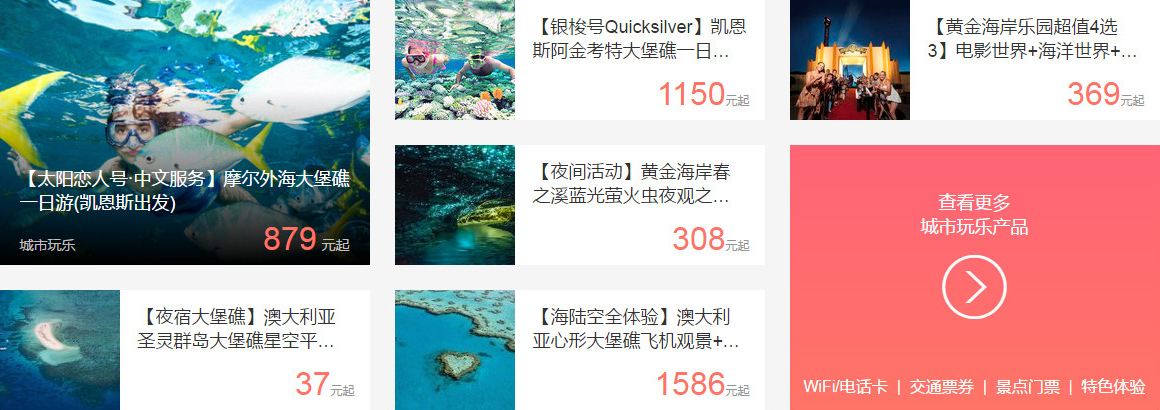 【太阳恋人号·中文服务】摩尔外海大堡礁
一日游(凯恩斯出发)
城市玩乐
879 元起
【夜宿大堡礁】澳大利亚
圣灵群岛大堡礁星空平…
37元起
【银梭号Quicksilver】凯恩
斯阿金考特大堡礁一日…
1150元起
【夜间活动】黄金海岸春
之溪蓝光萤火虫夜观之…
308元起
【海陆空全体验】澳大利
亚心形大堡礁飞机观景+…
1586元起
【黄金海岸乐园超值4选
3】电影世界+海洋世界+…
369元起
查看更多
城市玩乐产品
WiFi/电话卡 | 交通票券 | 景点门票 | 特色体验